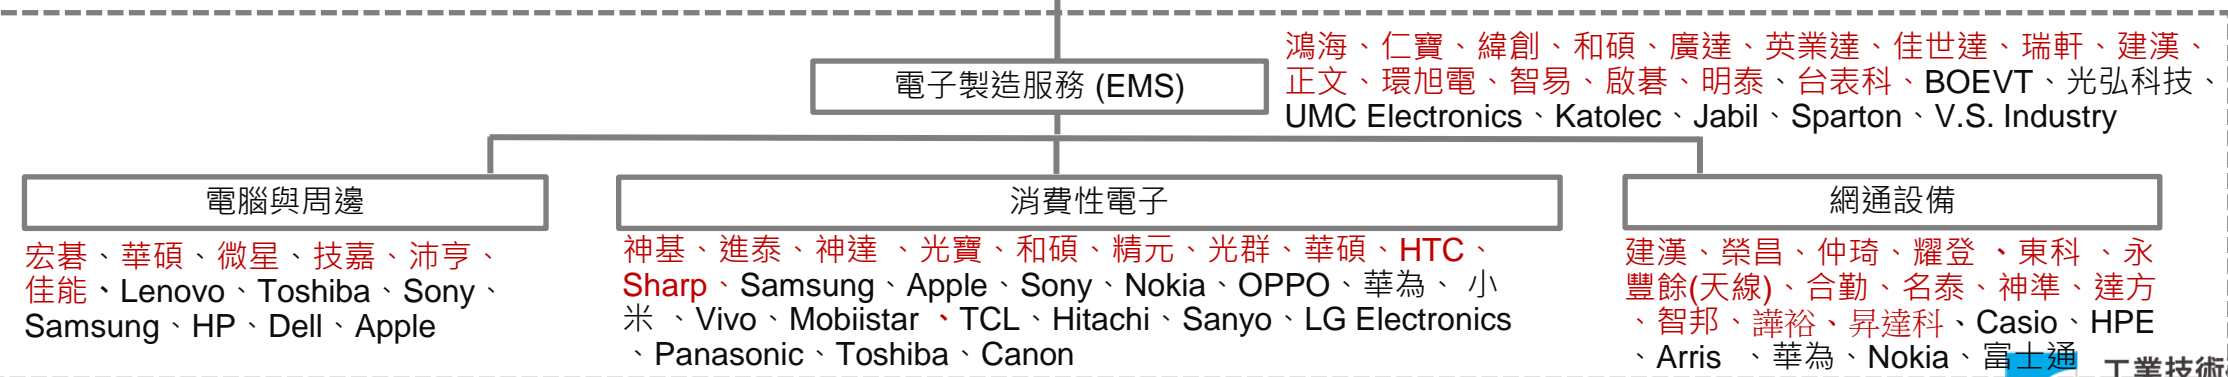 鴻海、仁寶、緯創、和碩、廣達、英業達、佳世達、瑞軒、建漢、
正文、環旭電、智易、啟碁、明泰、台表科、BOEVT、光弘科技、
UMC Electronics、Katolec、Jabil、Sparton、V.S. Industry
電子製造服務 (EMS)
電腦與周邊
宏碁、華碩、微星、技嘉、沛亨、
佳能、Lenovo、Toshiba、Sony、
Samsung、HP、Dell、Apple
消費性電子
神基、進泰、神達 、光寶、和碩、精元、光群、華碩、HTC、
Sharp、Samsung、Apple、Sony、Nokia、OPPO、華為、 小
米 、Vivo、Mobiistar 、TCL、Hitachi、Sanyo、LG Electronics
、Panasonic、Toshiba、Canon
網通設備
建漢、榮昌、仲琦、耀登 、東科 、永
豐餘(天線)、合勤、名泰、神準、達方
、智邦、譁裕、昇達科、Casio、HPE
、Arris 、華為、Nokia、富士通
工業技術